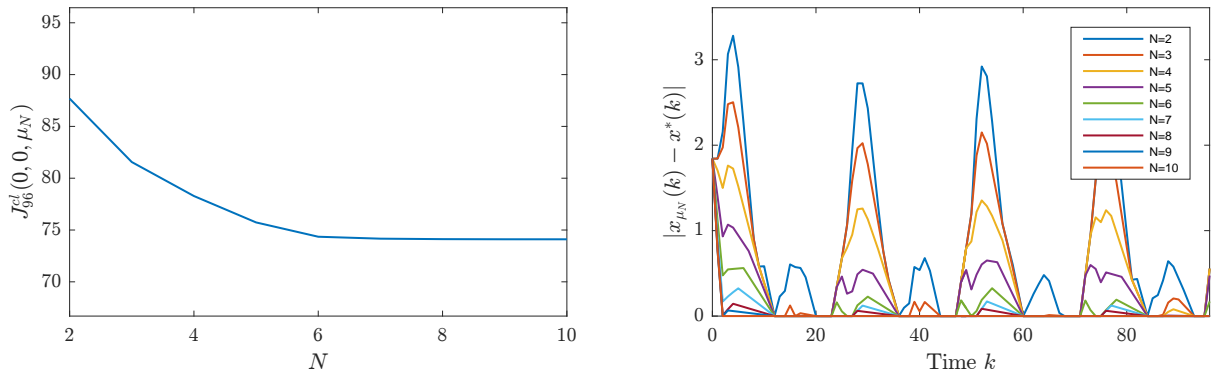 95
90
85
80
75
70
2 4 6 8 10
N
J_{96}^{cl}(0, 0, μ_N)
3
2
1
0
0 20 40 60 80
Time k
|x_{μ_N}(k) − x^*(k)|
N=2
N=3
N=4
N=5
N=6
N=7
N=8
N=9
N=10